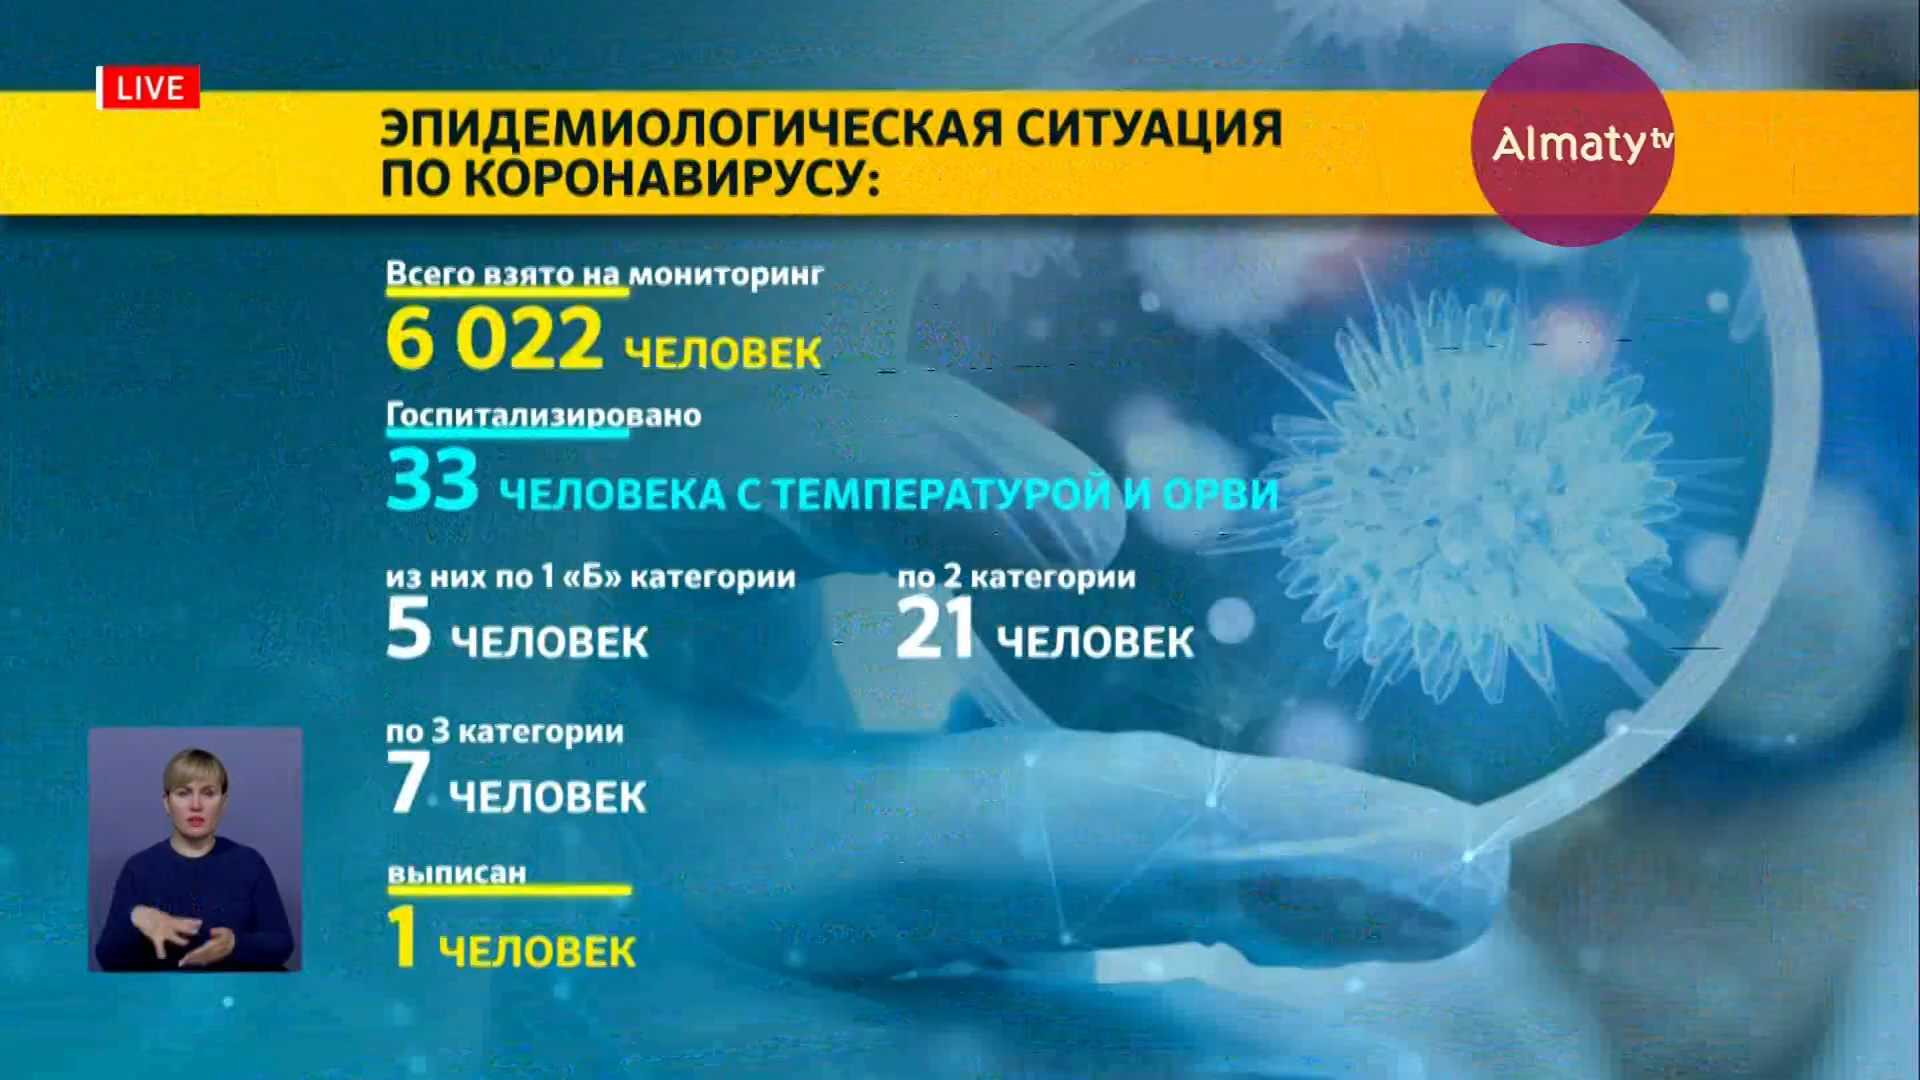 LIVE
ЭПИДЕМИОЛОГИЧЕСКАЯ СИТУАЦИЯ
ПО КОРОНАВИРУСУ:
Almaty tv
Всего взято на мониторинг
6 022 ЧЕЛОВЕК
Госпитализировано
33 ЧЕЛОВЕКА С ТЕМПЕРАТУРОЙ И ОРВИ
из них по 1 «Б» категории
5 ЧЕЛОВЕК
по 2 категории
21 ЧЕЛОВЕК
по 3 категории
7 ЧЕЛОВЕК
выписан
1 ЧЕЛОВЕК